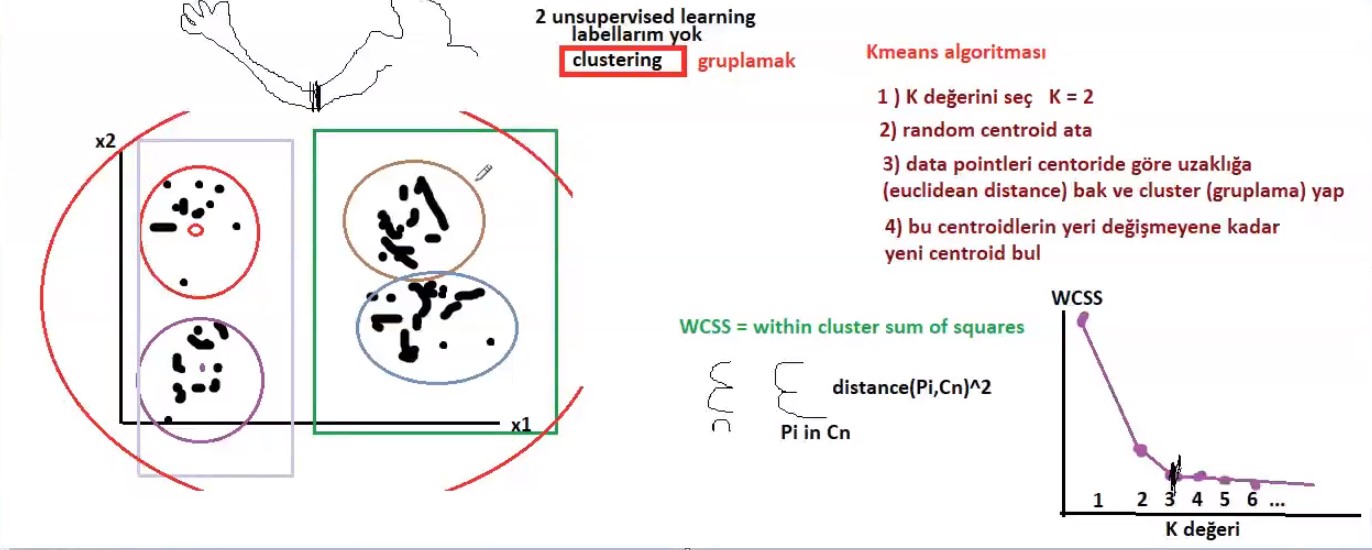 2 unsupervised learning
labellarım yok
clustering gruplamak
Kmeans algoritması
1 ) K değerini seç K = 2
2) random centroid ata
3) data pointleri centoride göre uzaklığa
(euclidean distance) bak ve cluster (gruplama) yap
4) bu centroidlerin yeri değişmeyene kadar
yeni centroid bul
x2
x1
WCSS = within cluster sum of squares
Σ Σ distance(Pi,Cn)^2
n Pi in Cn
WCSS
1 2 3 4 5 6 ...
K değeri